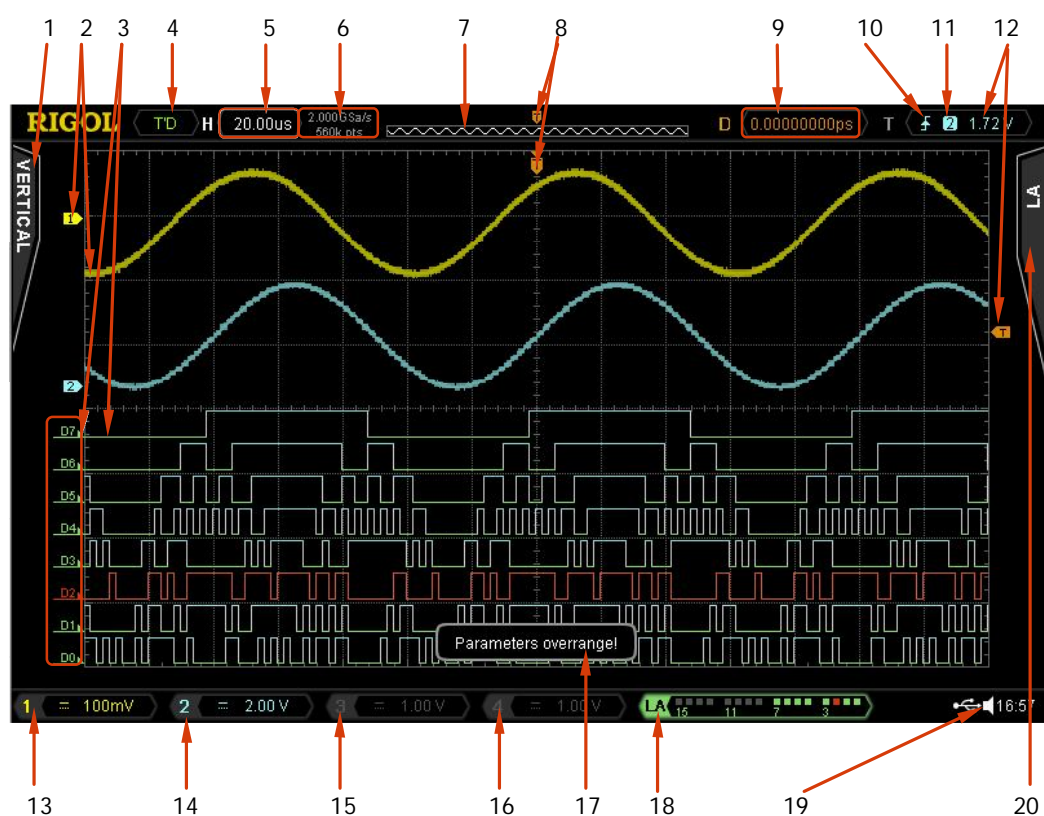 1 2 3 4 5 6 7 8 9 10 11 12
RIGOL T'D H 20.00us 2.000GSa/s 560k pts T D 0.00000000ps T 2 1.72 V
VERTICAL
T
LA
1
T
2
D7
D6
D5
D4
D3
D2
D1
D0
Parameters overrange!
1 100mV 2 2.00 V 3 1.00 V 4 1.00 V LA 15 11 7 3 16:57
13 14 15 16 17 18 19 20